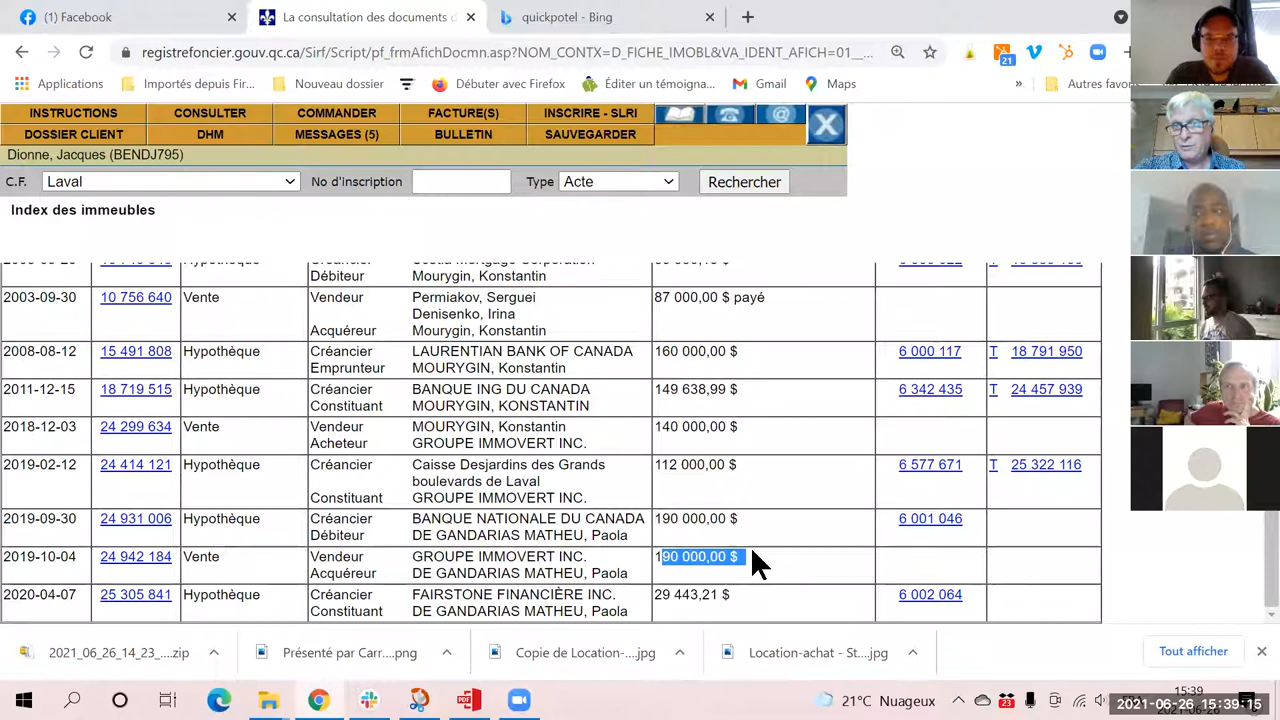 (1) Facebook
La consultation des documents d
quickpotel - Bing
registrefoncier.gouv.qc.ca/Sirf/Script/pf_frmAfichDocmn.asp?NOM_CONTX=D_FICHE_IMOBL&VA_IDENT_AFICH=01__...
21
Applications
Importés depuis Fir...
Nouveau dossier
Débuter avec Firefox
Éditer un témoigna...
Gmail
Maps
»
Autres favoris
INSTRUCTIONS
CONSULTER
COMMANDER
FACTURE(S)
INSCRIRE - SLRI
DOSSIER CLIENT
DHM
MESSAGES (5)
BULLETIN
SAUVEGARDER
Dionne, Jacques (BENDJ795)
C.F. Laval No d'inscription Type Acte Rechercher
Index des immeubles
Débiteur Mourygin, Konstantin
2003-09-30 10 756 640 Vente Vendeur Permiakov, Serguei 87 000,00 $ payé
Denisenko, Irina
Acquéreur Mourygin, Konstantin
2008-08-12 15 491 808 Hypothèque Créancier LAURENTIAN BANK OF CANADA 160 000,00 $ 6 000 117 T 18 791 950
Emprunteur MOURYGIN, Konstantin
2011-12-15 18 719 515 Hypothèque Créancier BANQUE ING DU CANADA 149 638,99 $ 6 342 435 T 24 457 939
Constituant MOURYGIN, KONSTANTIN
2018-12-03 24 299 634 Vente Vendeur MOURYGIN, Konstantin 140 000,00 $
Acheteur GROUPE IMMOVERT INC.
2019-02-12 24 414 121 Hypothèque Créancier Caisse Desjardins des Grands 112 000,00 $ 6 577 671 T 25 322 116
boulevards de Laval
Constituant GROUPE IMMOVERT INC.
2019-09-30 24 931 006 Hypothèque Créancier BANQUE NATIONALE DU CANADA 190 000,00 $ 6 001 046
Débiteur DE GANDARIAS MATHEU, Paola
2019-10-04 24 942 184 Vente Vendeur GROUPE IMMOVERT INC. 190 000,00 $
Acquéreur DE GANDARIAS MATHEU, Paola
2020-04-07 25 305 841 Hypothèque Créancier FAIRSTONE FINANCIÈRE INC. 29 443,21 $ 6 002 064
Constituant DE GANDARIAS MATHEU, Paola
2021_06_26_14_23_....zip
Présenté par Carr....png
Copie de Location-....jpg
Location-achat - St....jpg
Tout afficher
21°C Nuageux
23
15:39
2021-06-26 15:39:15